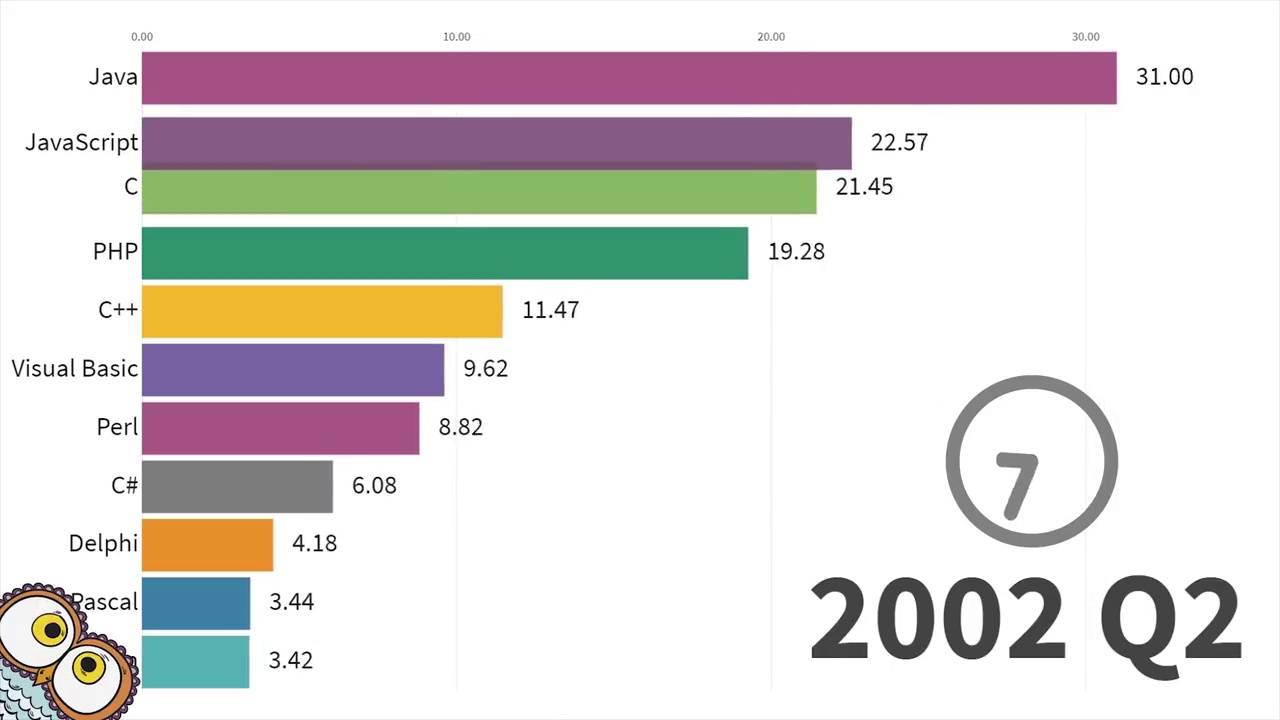 0.00 10.00 20.00 30.00
Java 31.00
JavaScript 22.57
C 21.45
PHP 19.28
C++ 11.47
Visual Basic 9.62
Perl 8.82
C# 6.08
Delphi 4.18
Pascal 3.44
3.42
2002 Q2